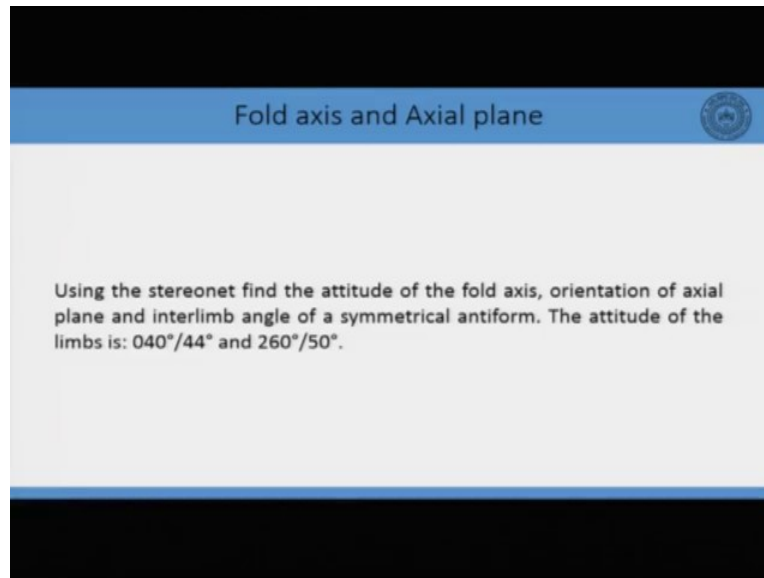 Fold axis and Axial plane
Using the stereonet find the attitude of the fold axis, orientation of axial
plane and interlimb angle of a symmetrical antiform. The attitude of the
limbs is: 040°/44° and 260°/50°.